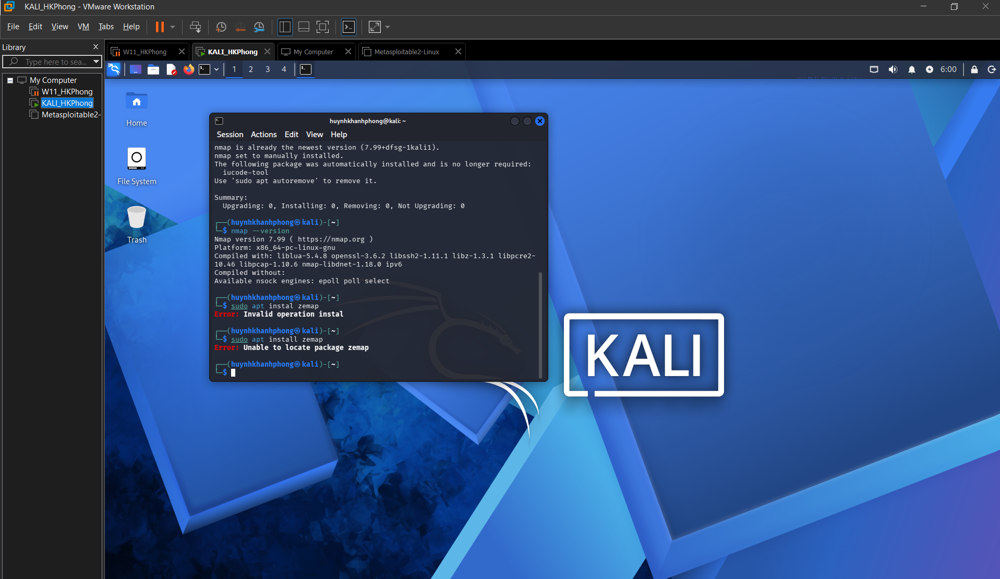 KALI_HKPhong - VMware Workstation
File Edit View VM Tabs Help
Library
Type here to sea...
My Computer
W11_HKPhong
KALI_HKPhong
Metasploitable2-
W11_HKPhong
KALI_HKPhong
My Computer
Metasploitable2-Linux
1 2 3 4
6:00
Home
File System
Trash
huynhkhanhphong@kali: ~
Session Actions Edit View Help
nmap is already the newest version (7.99+dfsg-1kali1).
nmap set to manually installed.
The following package was automatically installed and is no longer required:
iucode-tool
Use 'sudo apt autoremove' to remove it.
Summary:
Upgrading: 0, Installing: 0, Removing: 0, Not Upgrading: 0
┌──(huynhkhanhphong㉿kali)-[~]
└─$ nmap --version
Nmap version 7.99 ( https://nmap.org )
Platform: x86_64-pc-linux-gnu
Compiled with: liblua-5.4.8 openssl-3.6.2 libssh2-1.11.1 libz-1.3.1 libpcre2-
10.46 libpcap-1.10.6 nmap-libdnet-1.18.0 ipv6
Compiled without:
Available nsock engines: epoll poll select
┌──(huynhkhanhphong㉿kali)-[~]
└─$ sudo apt instal zemap
Error: Invalid operation instal
┌──(huynhkhanhphong㉿kali)-[~]
└─$ sudo apt install zemap
Error: Unable to locate package zemap
┌──(huynhkhanhphong㉿kali)-[~]
└─$
KALI